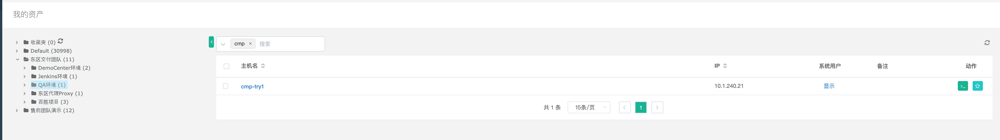 我的资产
收藏夹 (0)
Default (30998)
东区交付团队 (11)
DemoCenter环境 (2)
Jenkins环境 (1)
QA环境 (1)
东区代理Proxy (1)
百胜项目 (3)
售前团队演示 (12)
cmp × 搜索
主机名 IP 系统用户 备注 动作
cmp-try1 10.1.240.21 显示
共 1 条 15条/页 1